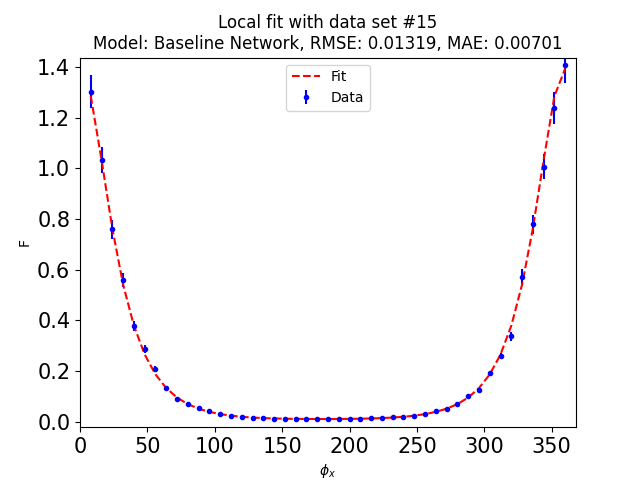 Local fit with data set #15
Model: Baseline Network, RMSE: 0.01319, MAE: 0.00701
Fit
Data
1.4
1.2
1.0
0.8
0.6
0.4
0.2
0.0
F
0 50 100 150 200 250 300 350
ϕx